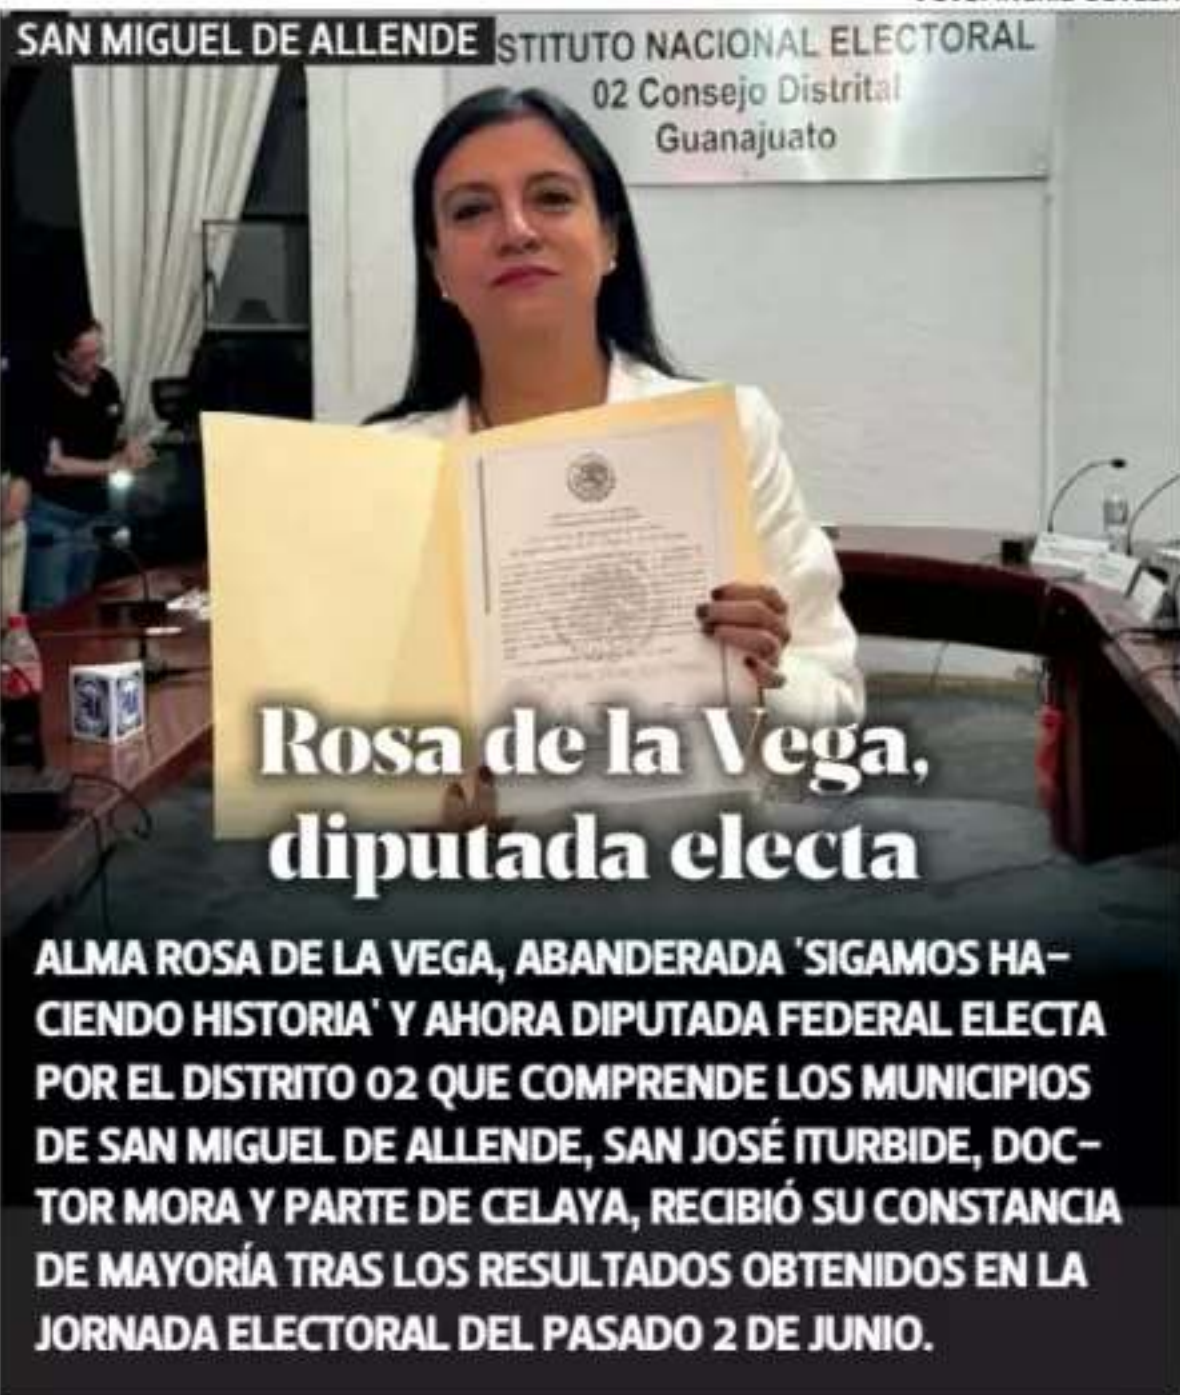 SAN MIGUEL DE ALLENDE
STITUTO NACIONAL ELECTORAL
02 Consejo Distrital
Guanajuato
Rosa de la Vega,
diputada electa
ALMA ROSA DE LA VEGA, ABANDERADA 'SIGAMOS HA-
CIENDO HISTORIA' Y AHORA DIPUTADA FEDERAL ELECTA
POR EL DISTRITO 02 QUE COMPRENDE LOS MUNICIPIOS
DE SAN MIGUEL DE ALLENDE, SAN JOSÉ ITURBIDE, DOC-
TOR MORA Y PARTE DE CELAYA, RECIBIÓ SU CONSTANCIA
DE MAYORÍA TRAS LOS RESULTADOS OBTENIDOS EN LA
JORNADA ELECTORAL DEL PASADO 2 DE JUNIO.